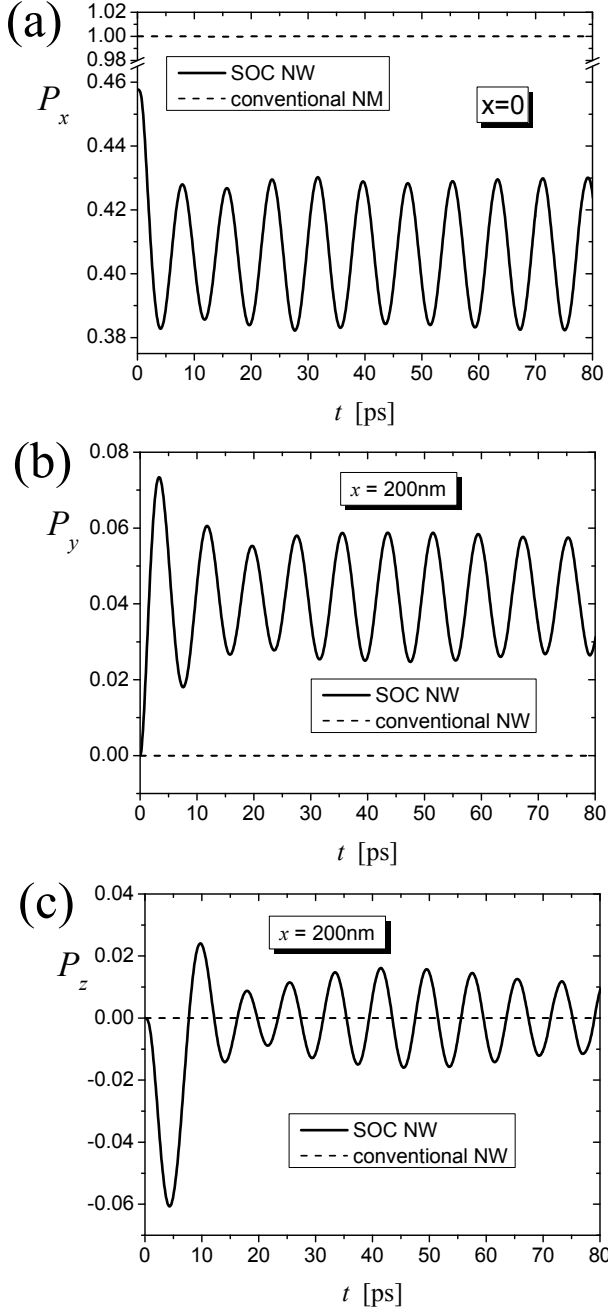 (a)
1.02
1.00
0.98
0.46
0.44
0.42
0.40
0.38
P_x
SOC NW
conventional NM
x=0
0 10 20 30 40 50 60 70 80
t [ps]
(b)
0.08
0.06
0.04
0.02
0.00
P_y
x = 200nm
SOC NW
conventional NW
0 10 20 30 40 50 60 70 80
t [ps]
(c)
0.04
0.02
0.00
-0.02
-0.04
-0.06
P_z
x = 200nm
SOC NW
conventional NW
0 10 20 30 40 50 60 70 80
t [ps]